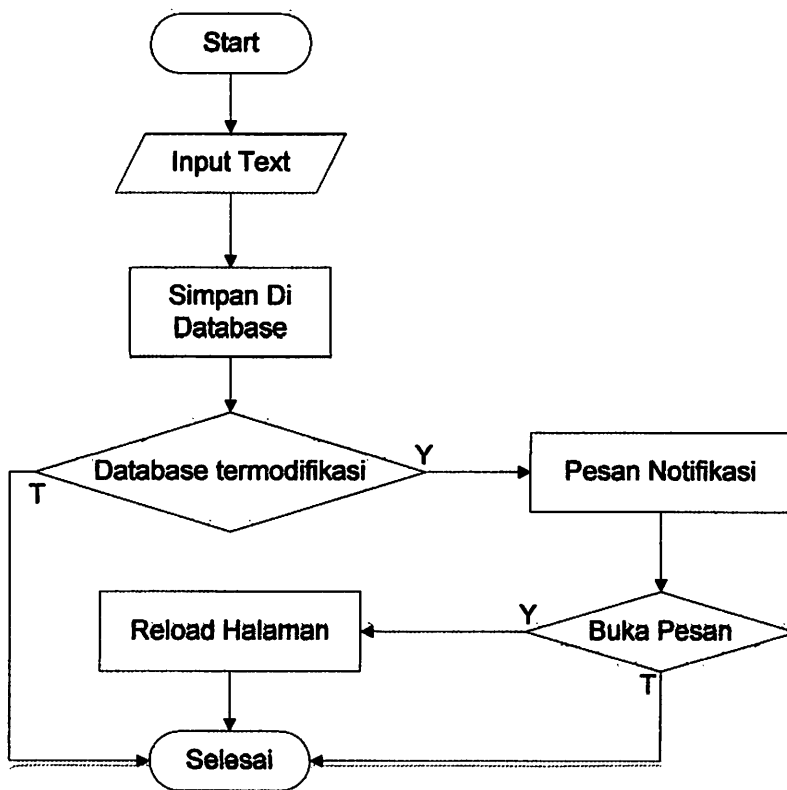 Start
Input Text
Simpan Di
Database
Database termodifikasi
Y
T
Pesan Notifikasi
Buka Pesan
Y
T
Reload Halaman
Selesai